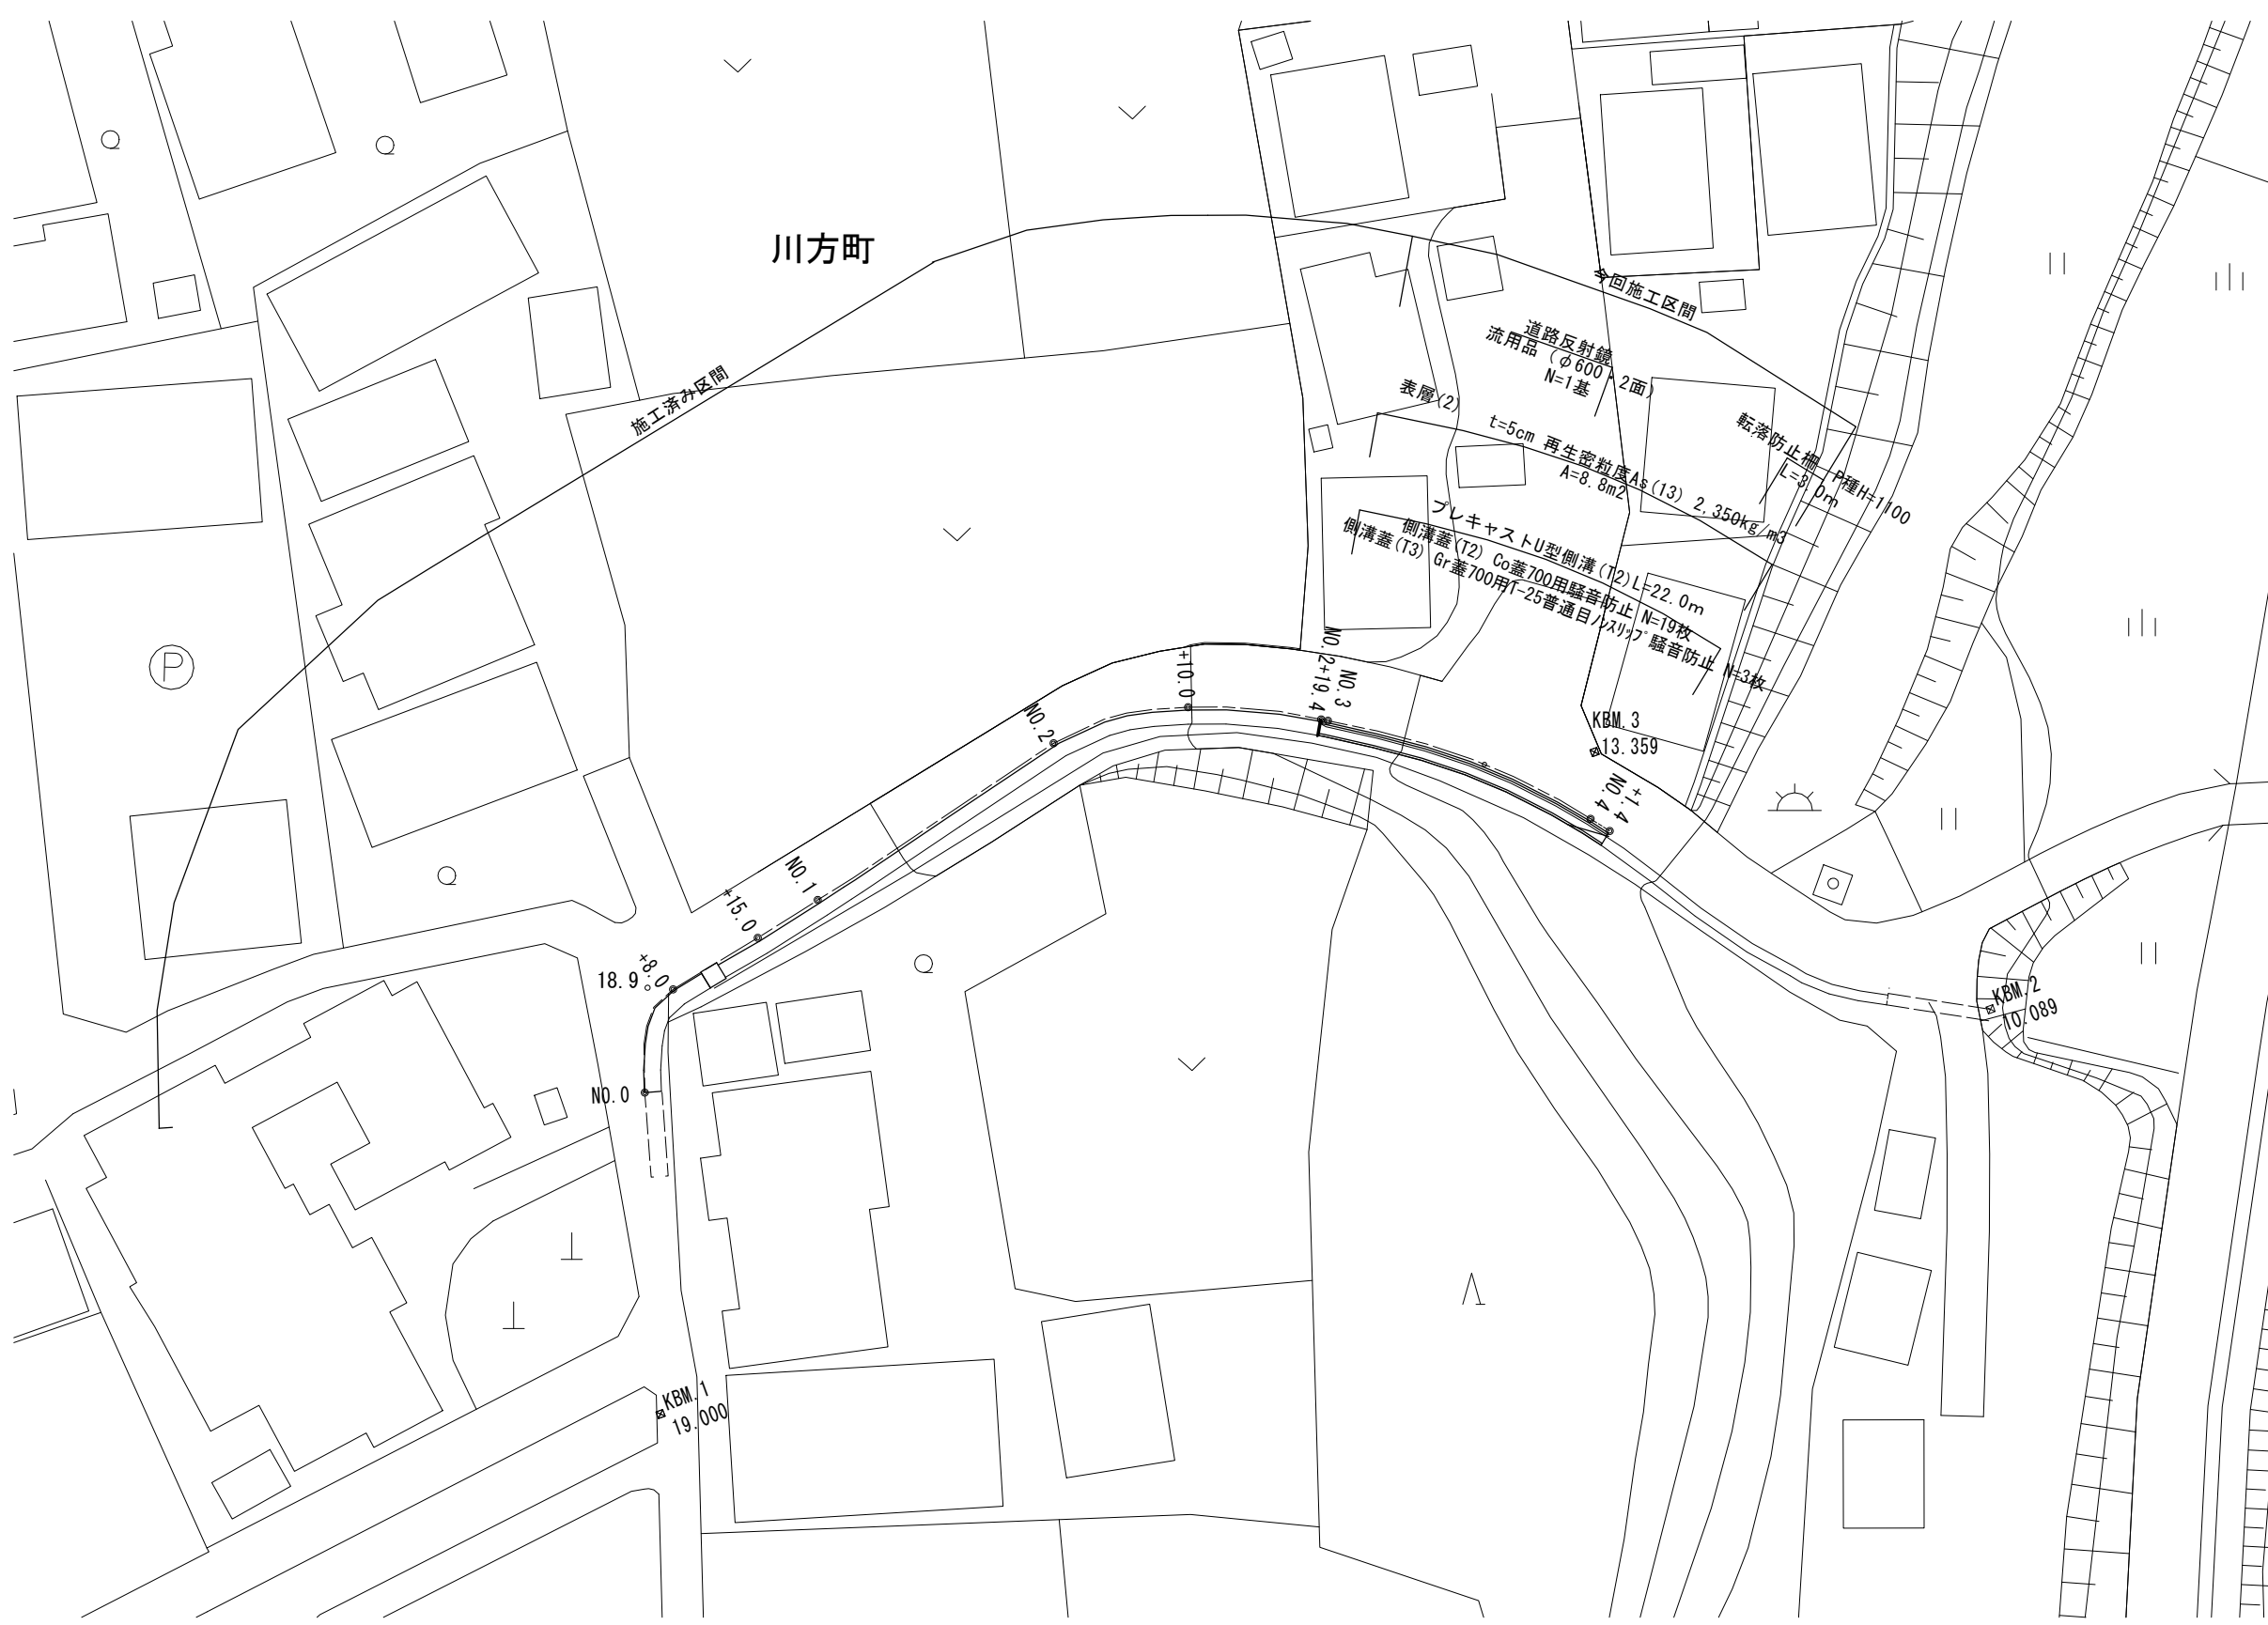 川方町
今回施工区間
道路反射鏡
流用品（φ600・2面）
N=1基
施工済み区間
表層(2)
t=5cm 再生密粒度As(13) 2,350kg/m3
A=8.8m2
転落防止柵 P種H=1100
L=3.0m
プレキャストU型側溝(T2)L=22.0m
側溝蓋(T2) Co蓋700用騒音防止 N=19枚
側溝蓋(T3) Gr蓋700用T-25普通目ﾉﾝｽﾘｯﾌﾟ騒音防止 N=3枚
P
+10.0
NO.2+19.4
NO.3
NO.2
KBM.3
13.359
+1.4
NO.4
NO.1
+15.0
+8.0
18.9
KBM.2
10.089
NO.0
KBM.1
19.000